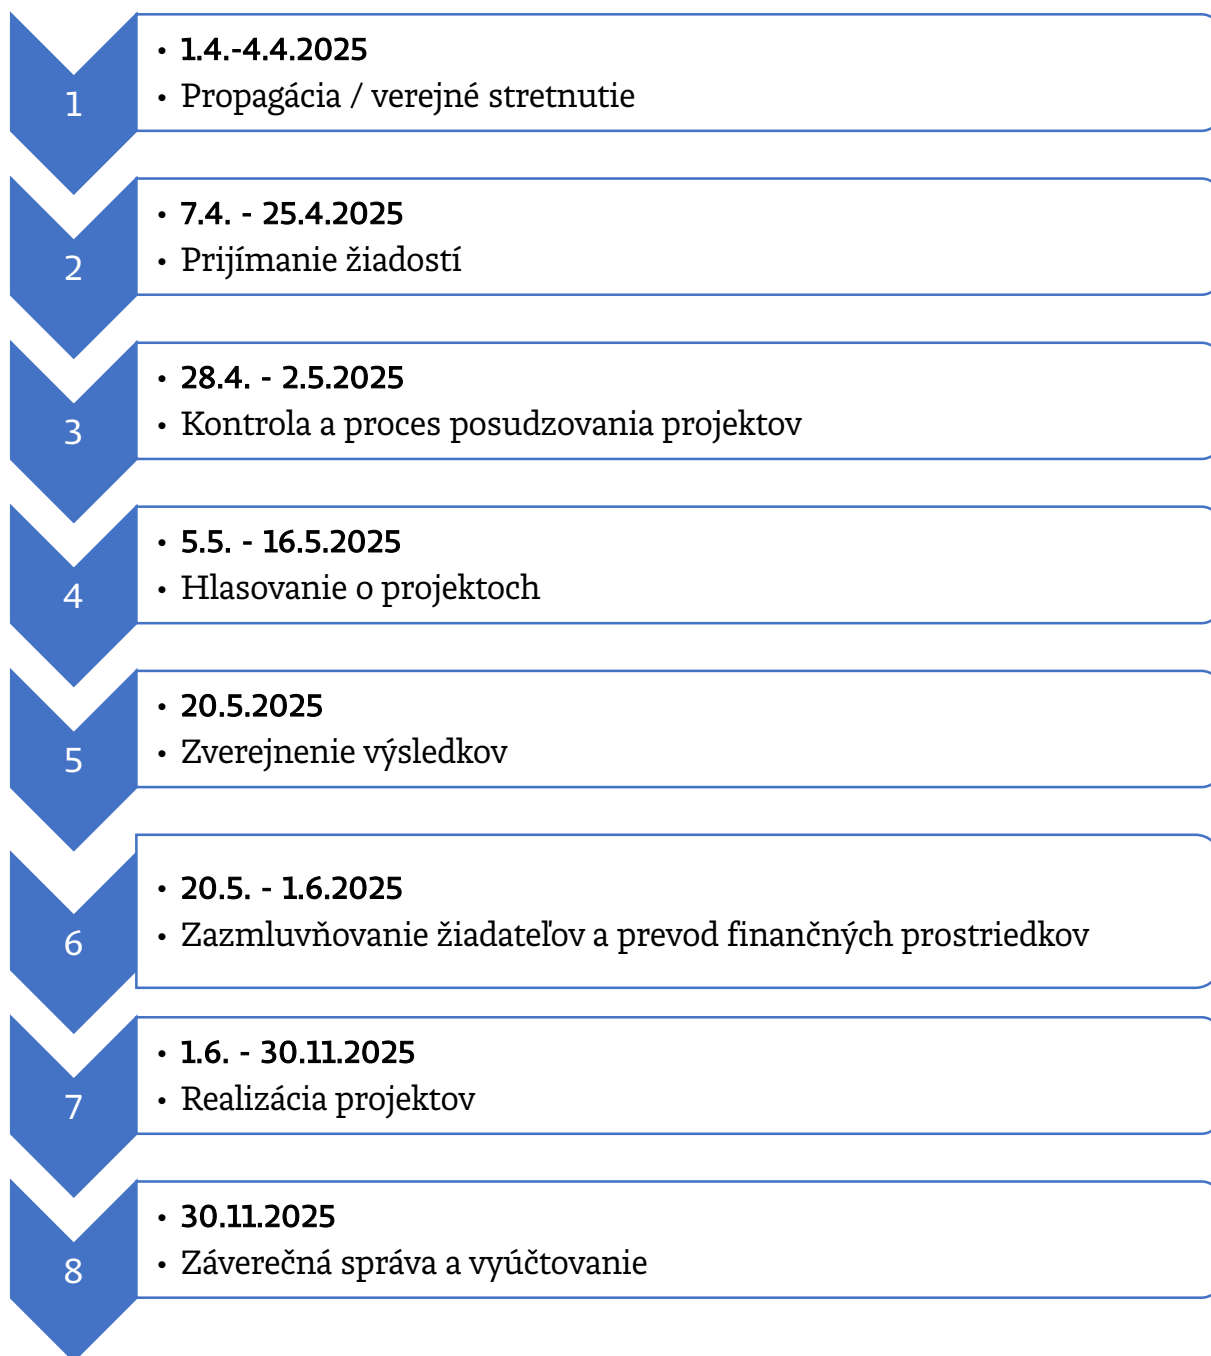 1
• 1.4.-4.4.2025
• Propagácia / verejné stretnutie
2
• 7.4. - 25.4.2025
• Prijímanie žiadostí
3
• 28.4. - 2.5.2025
• Kontrola a proces posudzovania projektov
4
• 5.5. - 16.5.2025
• Hlasovanie o projektoch
5
• 20.5.2025
• Zverejnenie výsledkov
6
• 20.5. - 1.6.2025
• Zazmluvňovanie žiadateľov a prevod finančných prostriedkov
7
• 1.6. - 30.11.2025
• Realizácia projektov
8
• 30.11.2025
• Záverečná správa a vyúčtovanie